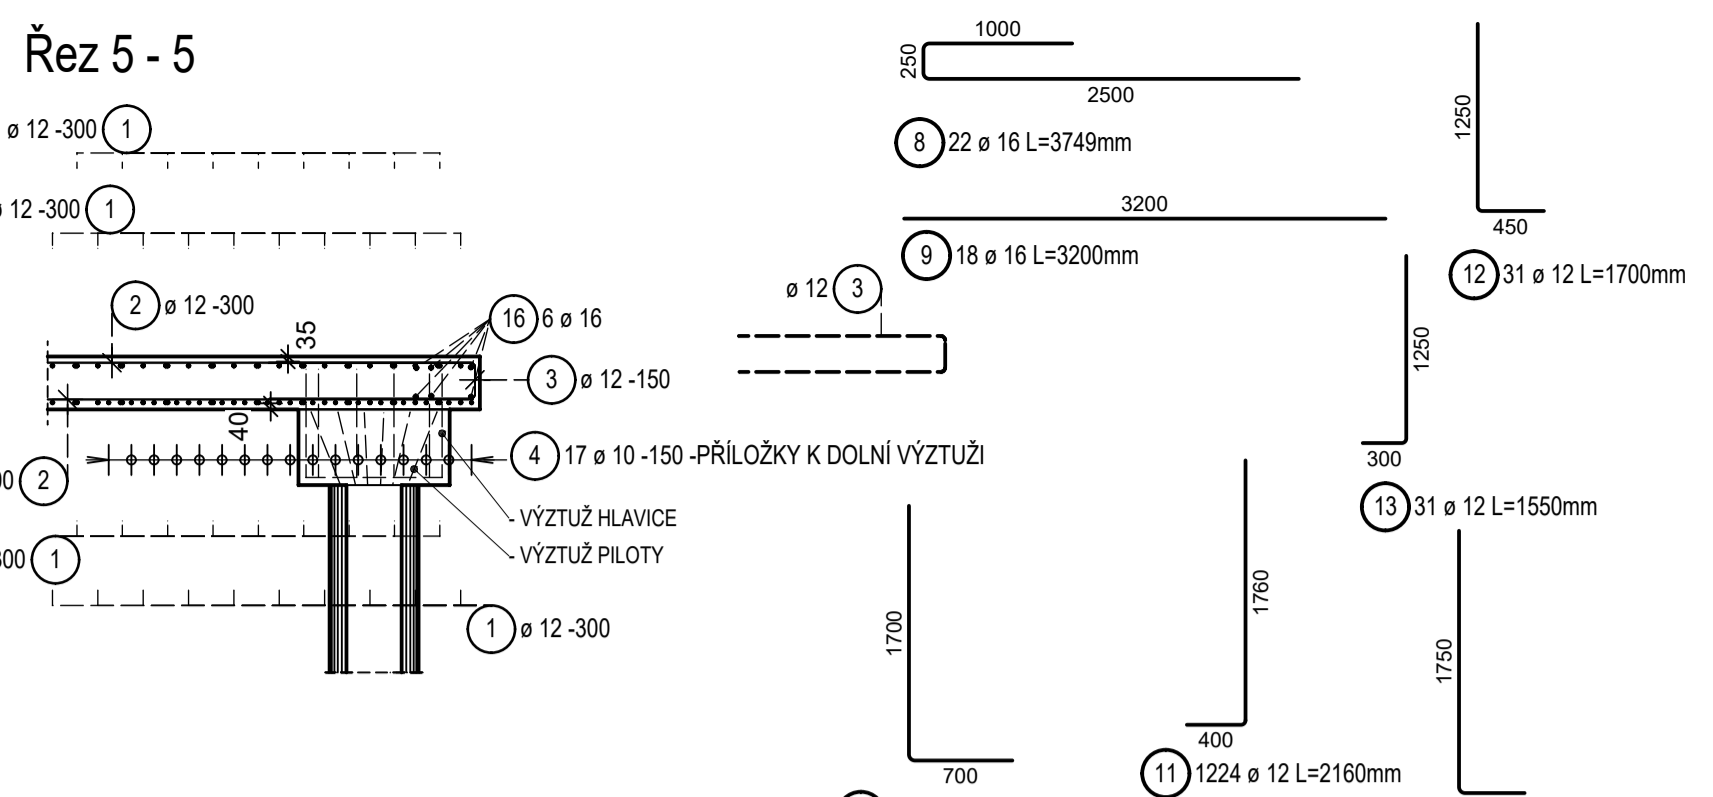 Řez 5 - 5
ø 12 -300 1
ø 12 -300 1
2 ø 12 -300
35
16 6 ø 16
3 ø 12 -150
40
4 17 ø 10 -150 -PŘÍLOŽKY K DOLNÍ VÝZTUŽI
00 2
- VÝZTUŽ HLAVICE
- VÝZTUŽ PILOTY
300 1
1 ø 12 -300
1000
250
2500
8 22 ø 16 L=3749mm
3200
9 18 ø 16 L=3200mm
ø 12 3
1250
450
12 31 ø 12 L=1700mm
1250
300
13 31 ø 12 L=1550mm
1700
700
1760
400
11 1224 ø 12 L=2160mm
1750